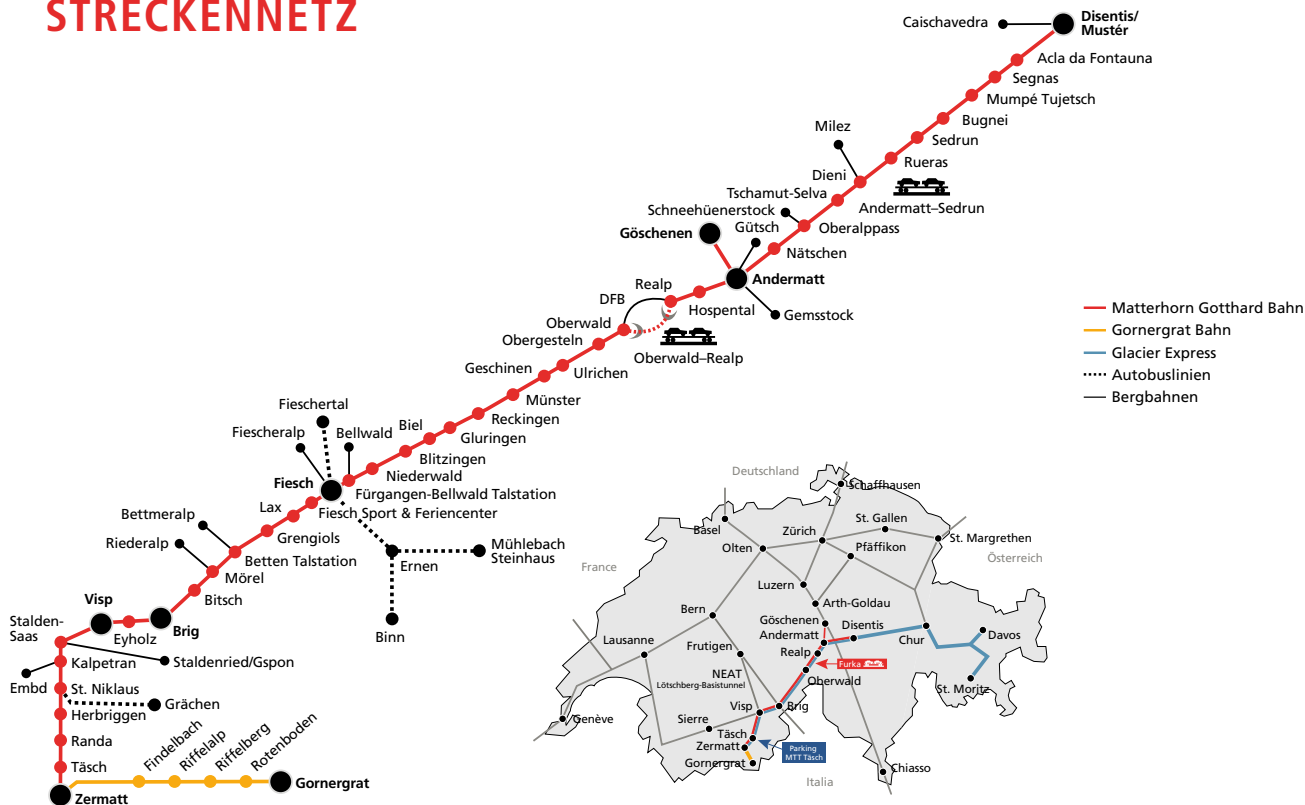 STRECKENNETZ
Caischavedra
Disentis/
Mustér
Acla da Fontauna
Segnas
Mumpé Tujetsch
Bugnei
Sedrun
Rueras
Milez
Dieni
Andermatt–Sedrun
Tschamut-Selva
Schneehüenerstock
Oberalppass
Gütsch
Göschenen
Nätschen
Andermatt
Realp
Hospental
Gemsstock
DFB
Oberwald
Oberwald–Realp
Obergesteln
Ulrichen
Geschinen
Münster
Reckingen
Gluringen
Biel
Blitzingen
Niederwald
Bellwald
Fürgangen-Bellwald Talstation
Fieschertal
Fiescheralp
Fiesch
Fiesch Sport & Feriencenter
Lax
Grengiols
Bettmeralp
Betten Talstation
Riederalp
Mörel
Bitsch
Ernen
Mühlebach
Steinhaus
Binn
Visp
Eyholz
Brig
Stalden-
Saas
Staldenried/Gspon
Kalpetran
Embd
St. Niklaus
Grächen
Herbriggen
Randa
Täsch
Zermatt
Findelbach
Riffelalp
Riffelberg
Rotenboden
Gornergrat
Matterhorn Gotthard Bahn
Gornergrat Bahn
Glacier Express
Autobuslinien
Bergbahnen
Deutschland
Schaffhausen
Basel
Zürich
St. Gallen
Olten
Pfäffikon
St. Margrethen
Österreich
France
Luzern
Arth-Goldau
Bern
Göschenen
Andermatt
Disentis
Chur
Davos
Lausanne
Frutigen
Realp
Furka
NEAT
Lötschberg-Basistunnel
Oberwald
St. Moritz
Visp
Brig
Genève
Sierre
Täsch
Zermatt
Gornergrat
Parking
MTT Täsch
Italia
Chiasso